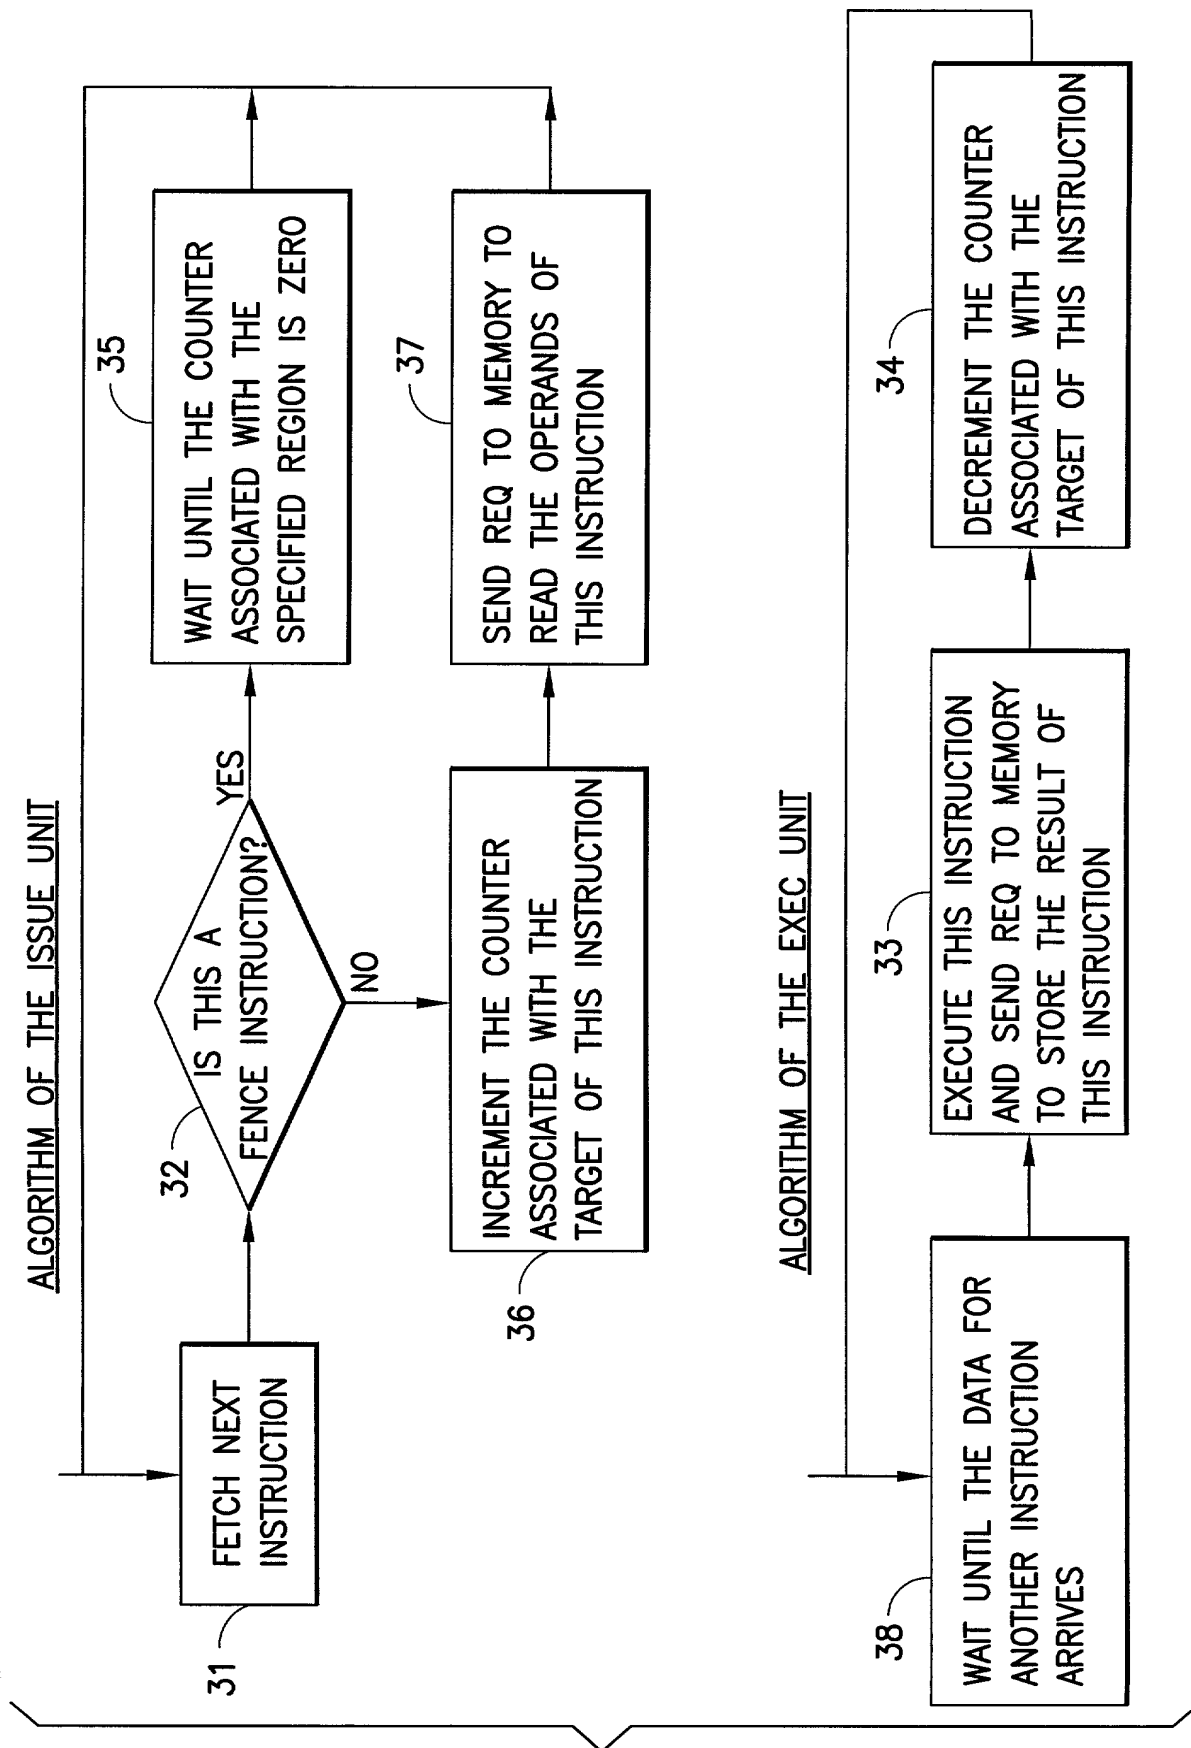 ALGORITHM OF THE ISSUE UNIT
31
FETCH NEXT
INSTRUCTION
32
IS THIS A
FENCE INSTRUCTION?
YES
NO
35
WAIT UNTIL THE COUNTER
ASSOCIATED WITH THE
SPECIFIED REGION IS ZERO
36
INCREMENT THE COUNTER
ASSOCIATED WITH THE
TARGET OF THIS INSTRUCTION
37
SEND REQ TO MEMORY TO
READ THE OPERANDS OF
THIS INSTRUCTION
ALGORITHM OF THE EXEC UNIT
38
WAIT UNTIL THE DATA FOR
ANOTHER INSTRUCTION
ARRIVES
33
EXECUTE THIS INSTRUCTION
AND SEND REQ TO MEMORY
TO STORE THE RESULT OF
THIS INSTRUCTION
34
DECREMENT THE COUNTER
ASSOCIATED WITH THE
TARGET OF THIS INSTRUCTION